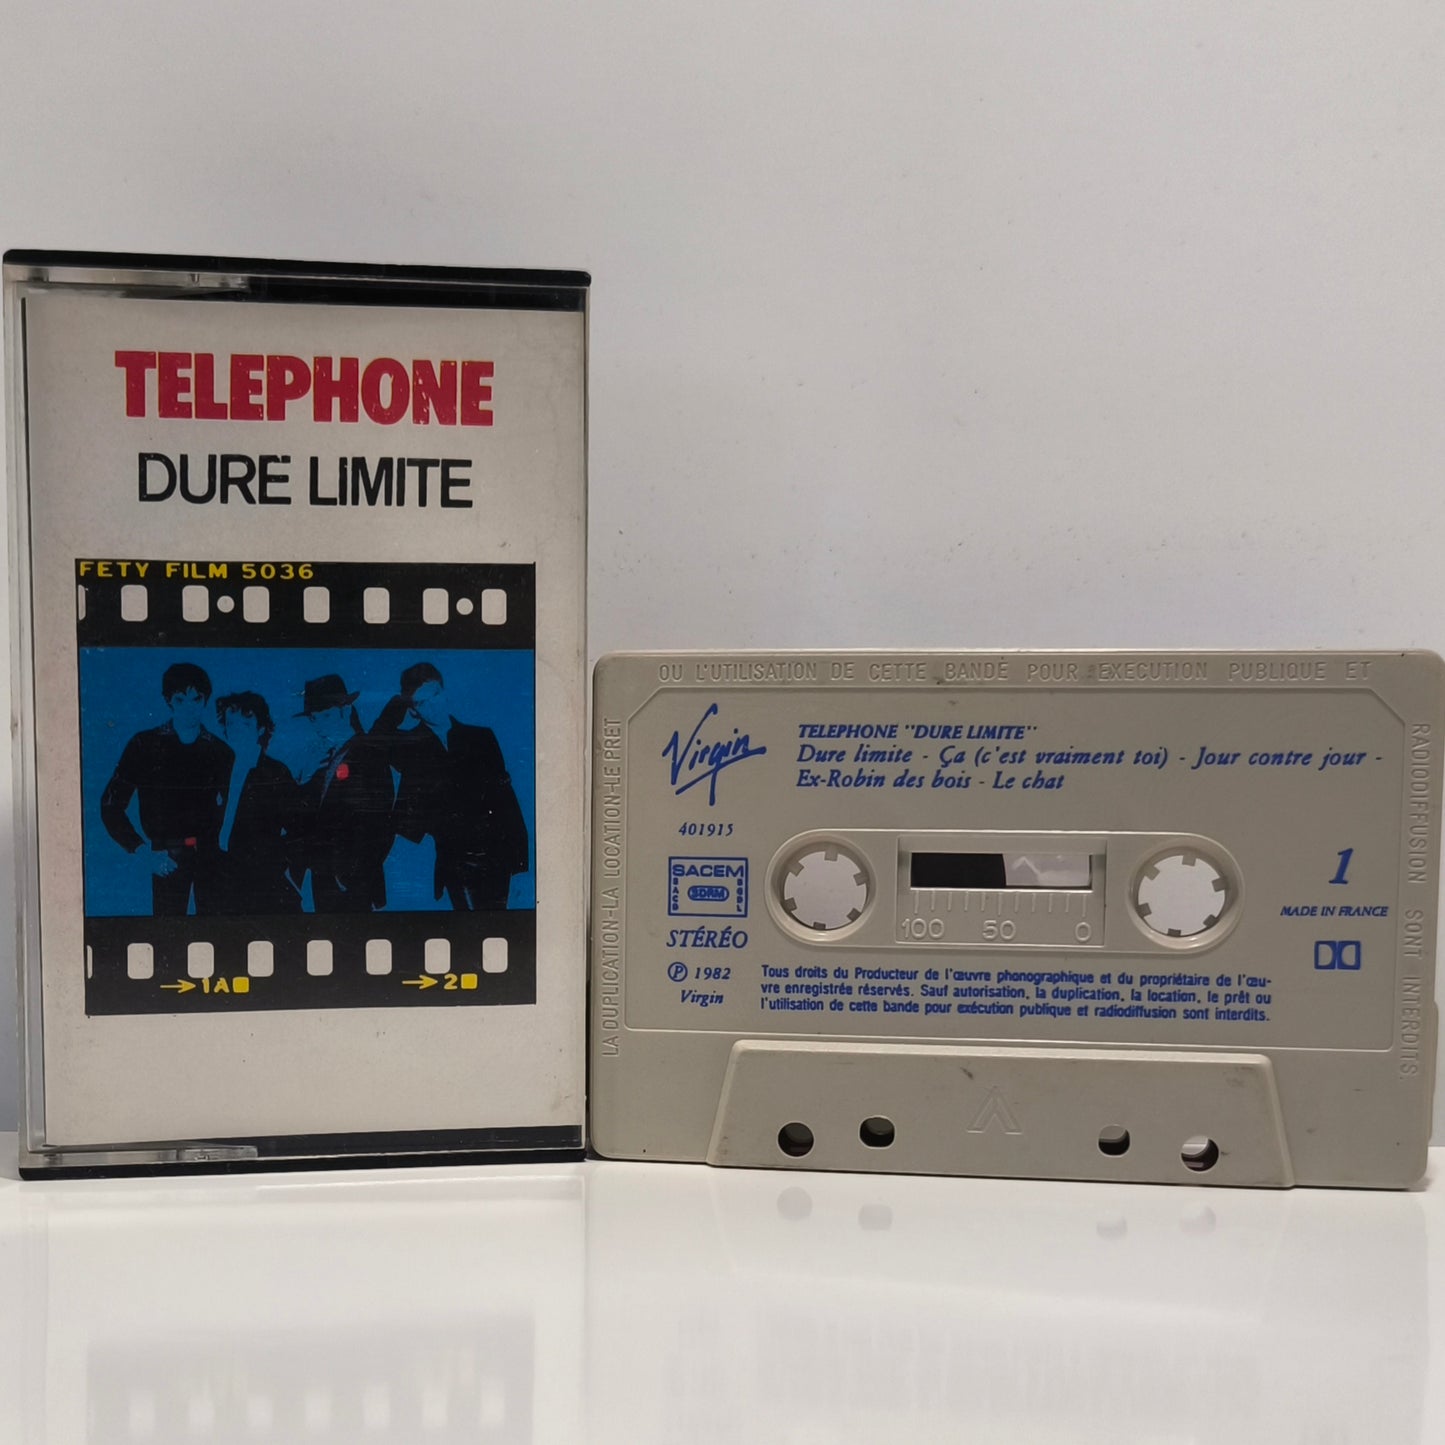 TELEPHONE
DURE LIMITE
FETY FILM 5036
→1A
→2
OU L'UTILISATION DE CETTE BANDE POUR EXECUTION PUBLIQUE ET
RADIODIFFUSION SONT INTERDITS.
LA DUPLICATION-LA LOCATION-LE PRET
Virgin
TELEPHONE "DURE LIMITE"
Dure limite - Ça (c'est vraiment toi) - Jour contre jour -
Ex-Robin des bois - Le chat
401915
SACEM
SACD
SDRM
SGDL
STÉRÉO
℗ 1982
Virgin
100 50 0
1
MADE IN FRANCE
Tous droits du Producteur de l'œuvre phonographique et du propriétaire de l'œu-
vre enregistrée réservés. Sauf autorisation, la duplication, la location, le prêt ou
l'utilisation de cette bande pour exécution publique et radiodiffusion sont interdits.